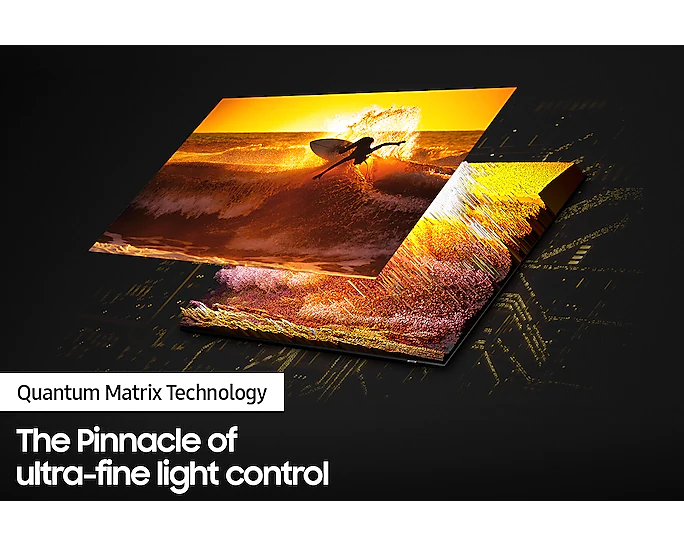 Quantum Matrix Technology
The Pinnacle of
ultra-fine light control